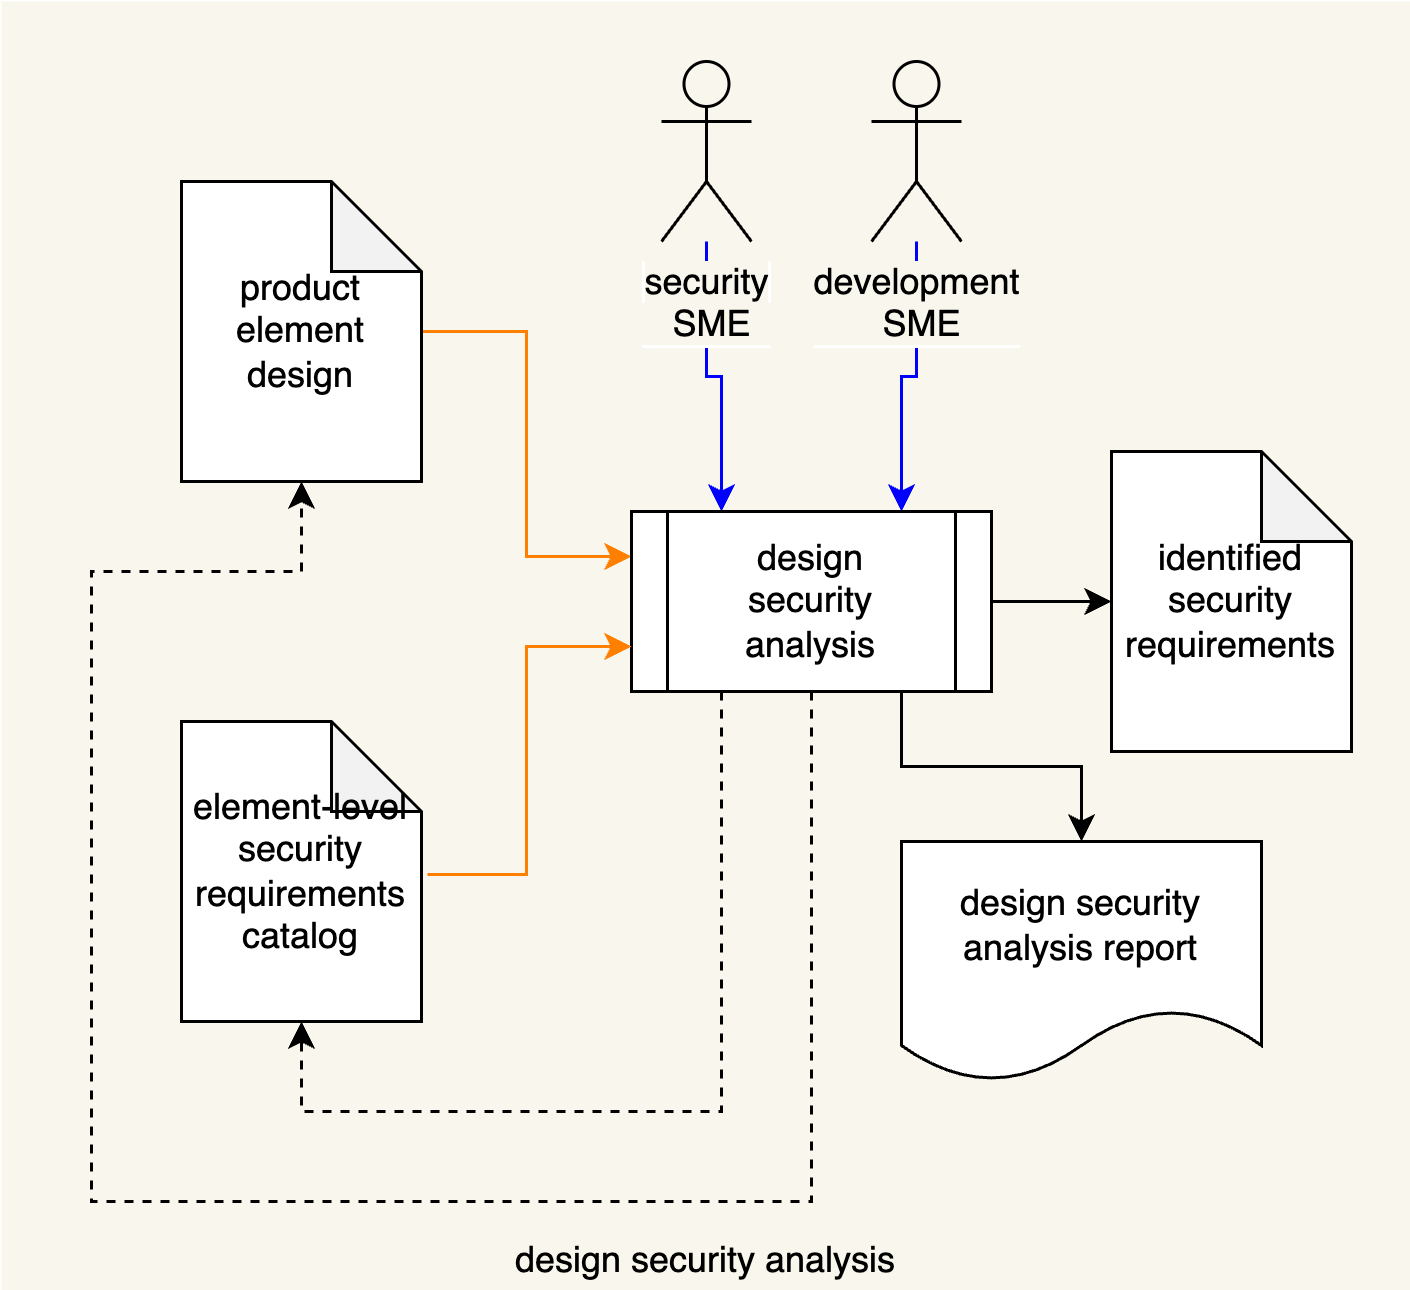 security
SME
development
SME
product
element
design
design
security
analysis
identified
security
requirements
element-level
security
requirements
catalog
design security
analysis report
design security analysis